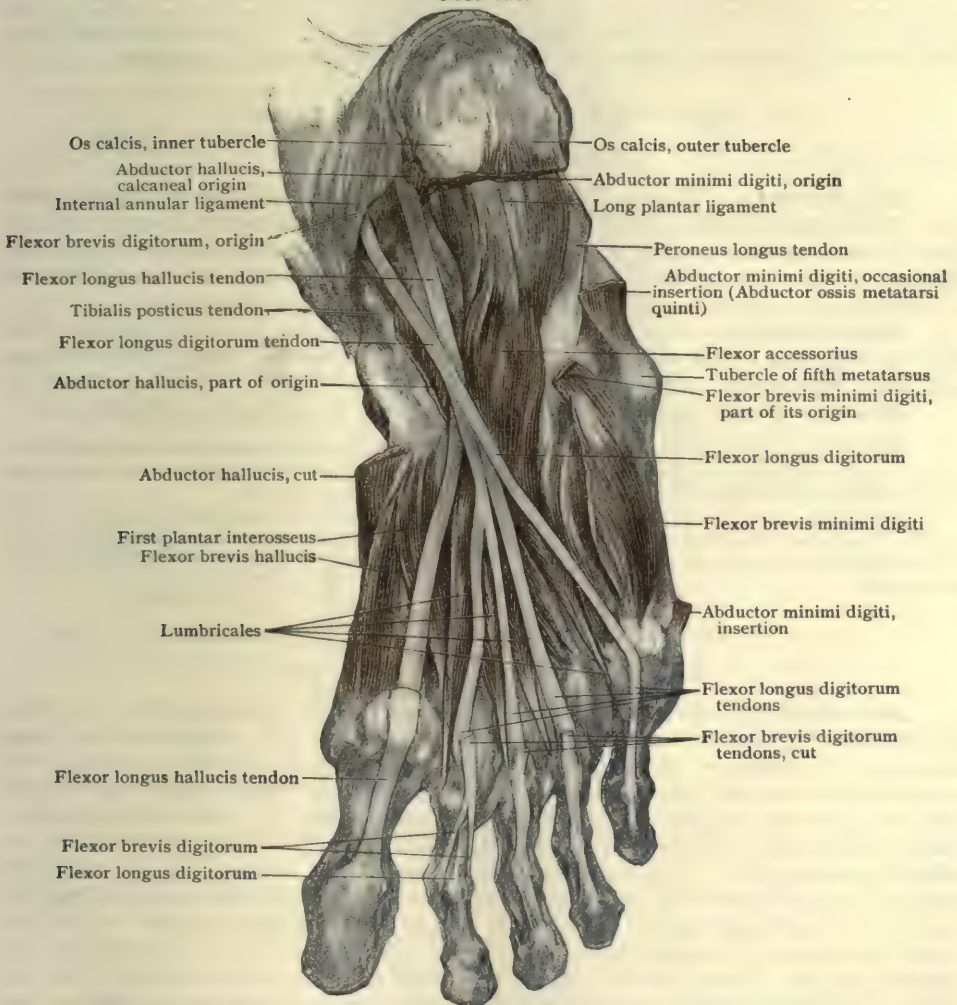 Os calcis, inner tubercle
Abductor hallucis,
calcaneal origin
Internal annular ligament
Flexor brevis digitorum, origin
Flexor longus hallucis tendon
Tibialis posticus tendon
Flexor longus digitorum tendon
Abductor hallucis, part of origin
Abductor hallucis, cut
First plantar interosseus
Flexor brevis hallucis
Lumbricales
Flexor longus hallucis tendon
Flexor brevis digitorum
Flexor longus digitorum
Os calcis, outer tubercle
Abductor minimi digiti, origin
Long plantar ligament
Peroneus longus tendon
Abductor minimi digiti, occasional
insertion (Abductor ossis metatarsi
quinti)
Flexor accessorius
Tubercle of fifth metatarsus
Flexor brevis minimi digiti,
part of its origin
Flexor longus digitorum
Flexor brevis minimi digiti
Abductor minimi digiti,
insertion
Flexor longus digitorum
tendons
Flexor brevis digitorum
tendons, cut